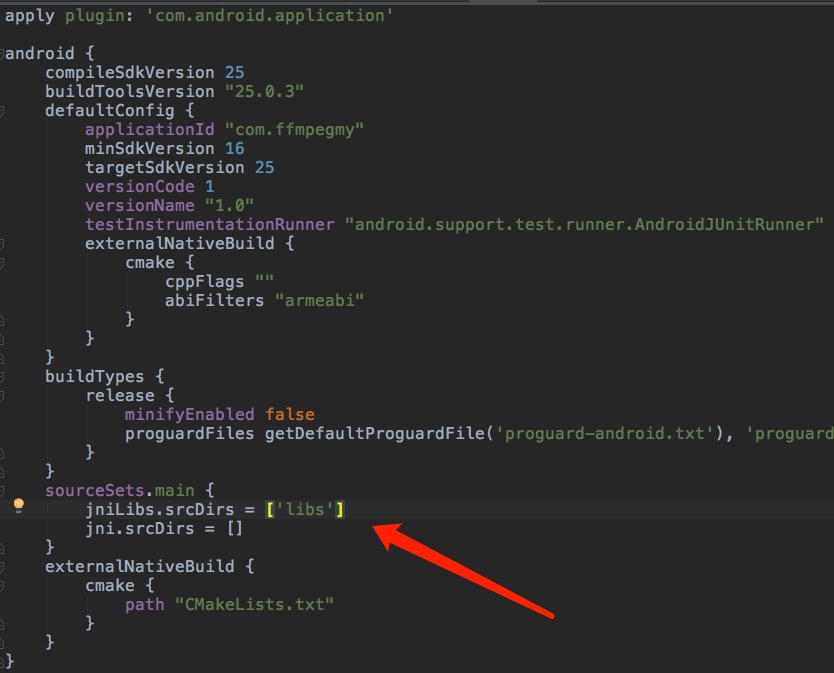 apply plugin: 'com.android.application'
android {
compileSdkVersion 25
buildToolsVersion "25.0.3"
defaultConfig {
applicationId "com.ffmpegmy"
minSdkVersion 16
targetSdkVersion 25
versionCode 1
versionName "1.0"
testInstrumentationRunner "android.support.test.runner.AndroidJUnitRunner"
externalNativeBuild {
cmake {
cppFlags ""
abiFilters "armeabi"
}
}
}
buildTypes {
release {
minifyEnabled false
proguardFiles getDefaultProguardFile('proguard-android.txt'), 'proguard
}
}
sourceSets.main {
jniLibs.srcDirs = ['libs']
jni.srcDirs = []
}
externalNativeBuild {
cmake {
path "CMakeLists.txt"
}
}
}